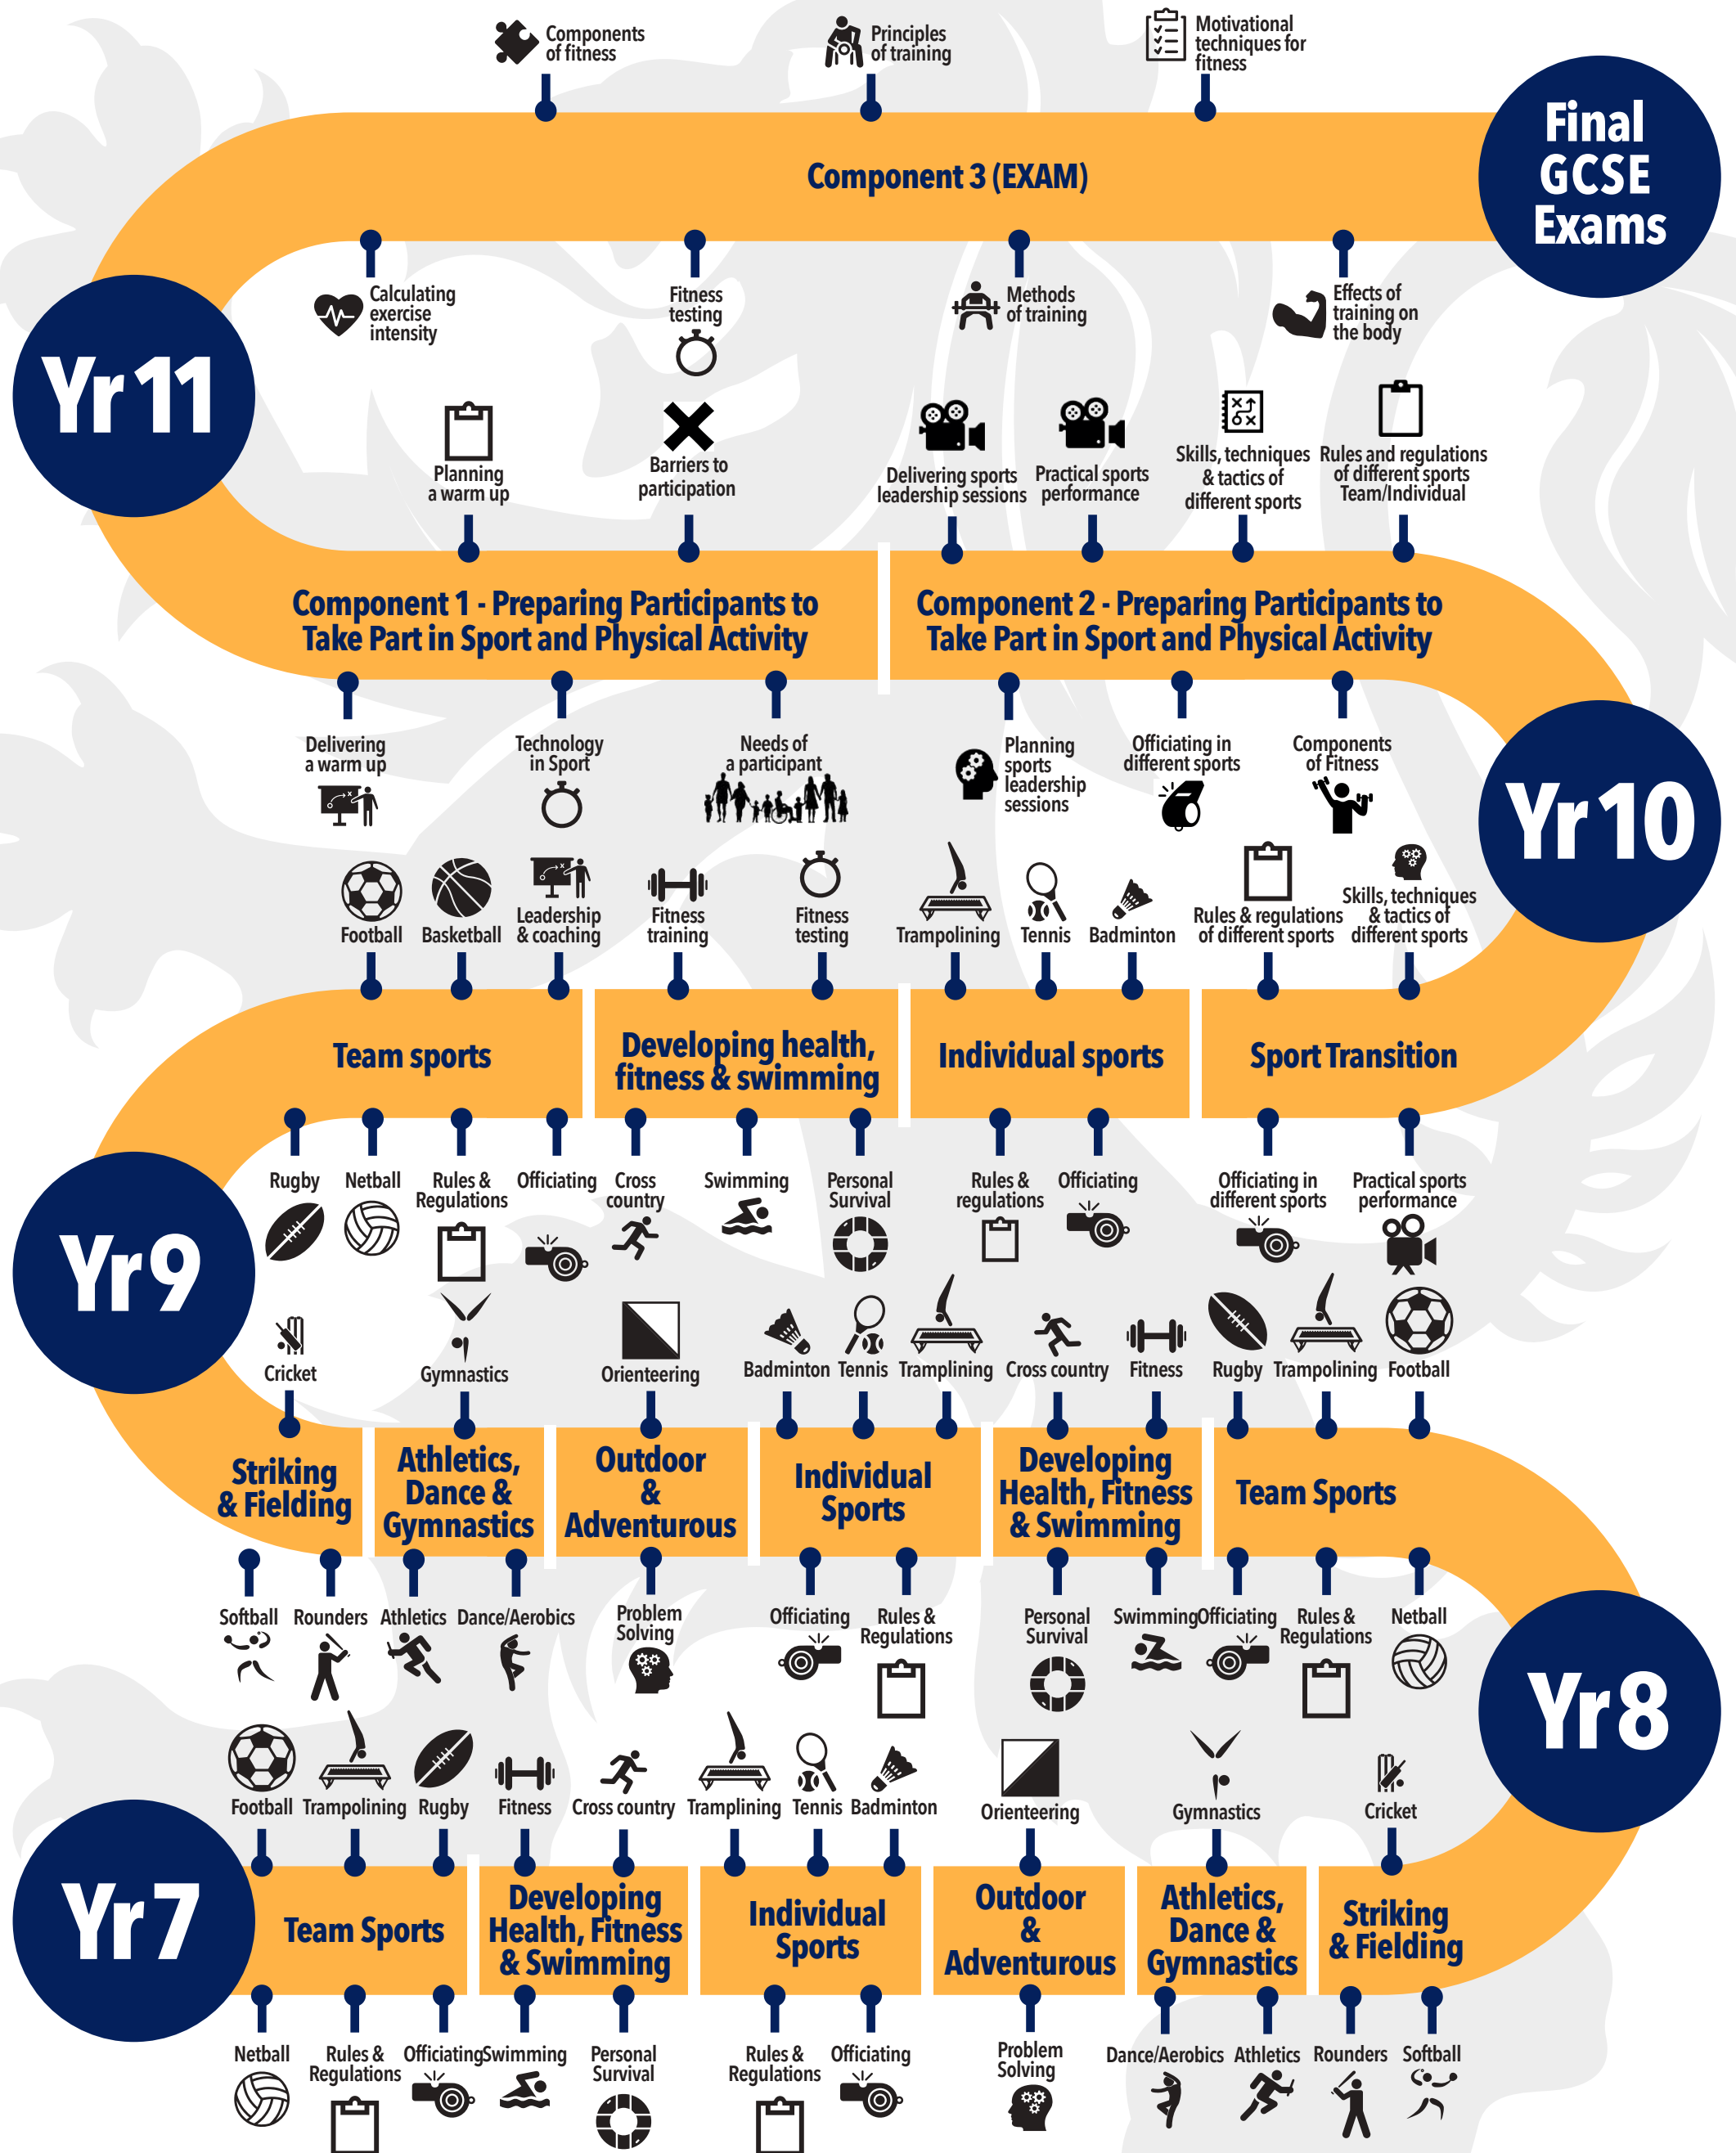 Components
of fitness
Principles
of training
Motivational
techniques for
fitness
Final
GCSE
Exams
Component 3 (EXAM)
Calculating
exercise
intensity
Fitness
testing
Methods
of training
Effects of
training on
the body
Yr 11
Planning
a warm up
Barriers to
participation
Delivering sports
leadership sessions
Practical sports
performance
Skills, techniques
& tactics of
different sports
Rules and regulations
of different sports
Team/Individual
Component 1 - Preparing Participants to
Take Part in Sport and Physical Activity
Component 2 - Preparing Participants to
Take Part in Sport and Physical Activity
Delivering
a warm up
Technology
in Sport
Needs of
a participant
Planning
sports
leadership
sessions
Officiating in
different sports
Components
of Fitness
Yr 10
Football
Basketball
Leadership
& coaching
Fitness
training
Fitness
testing
Trampolining
Tennis
Badminton
Rules & regulations
of different sports
Skills, techniques
& tactics of
different sports
Team sports
Developing health,
fitness & swimming
Individual sports
Sport Transition
Rugby
Netball
Rules &
Regulations
Officiating
Cross
country
Swimming
Personal
Survival
Rules &
regulations
Officiating
Officiating in
different sports
Practical sports
performance
Yr 9
Cricket
Gymnastics
Orienteering
Badminton
Tennis
Tramplining
Cross country
Fitness
Rugby
Trampolining
Football
Striking
& Fielding
Athletics,
Dance &
Gymnastics
Outdoor
&
Adventurous
Individual
Sports
Developing
Health, Fitness
& Swimming
Team Sports
Softball
Rounders
Athletics
Dance/Aerobics
Problem
Solving
Officiating
Rules &
Regulations
Personal
Survival
Swimming
Officiating
Rules &
Regulations
Netball
Yr 8
Football
Trampolining
Rugby
Fitness
Cross country
Tramplining
Tennis
Badminton
Orienteering
Gymnastics
Cricket
Yr 7
Team Sports
Developing
Health, Fitness
& Swimming
Individual
Sports
Outdoor
&
Adventurous
Athletics,
Dance &
Gymnastics
Striking
& Fielding
Netball
Rules &
Regulations
Officiating
Swimming
Personal
Survival
Rules &
Regulations
Officiating
Problem
Solving
Dance/Aerobics
Athletics
Rounders
Softball